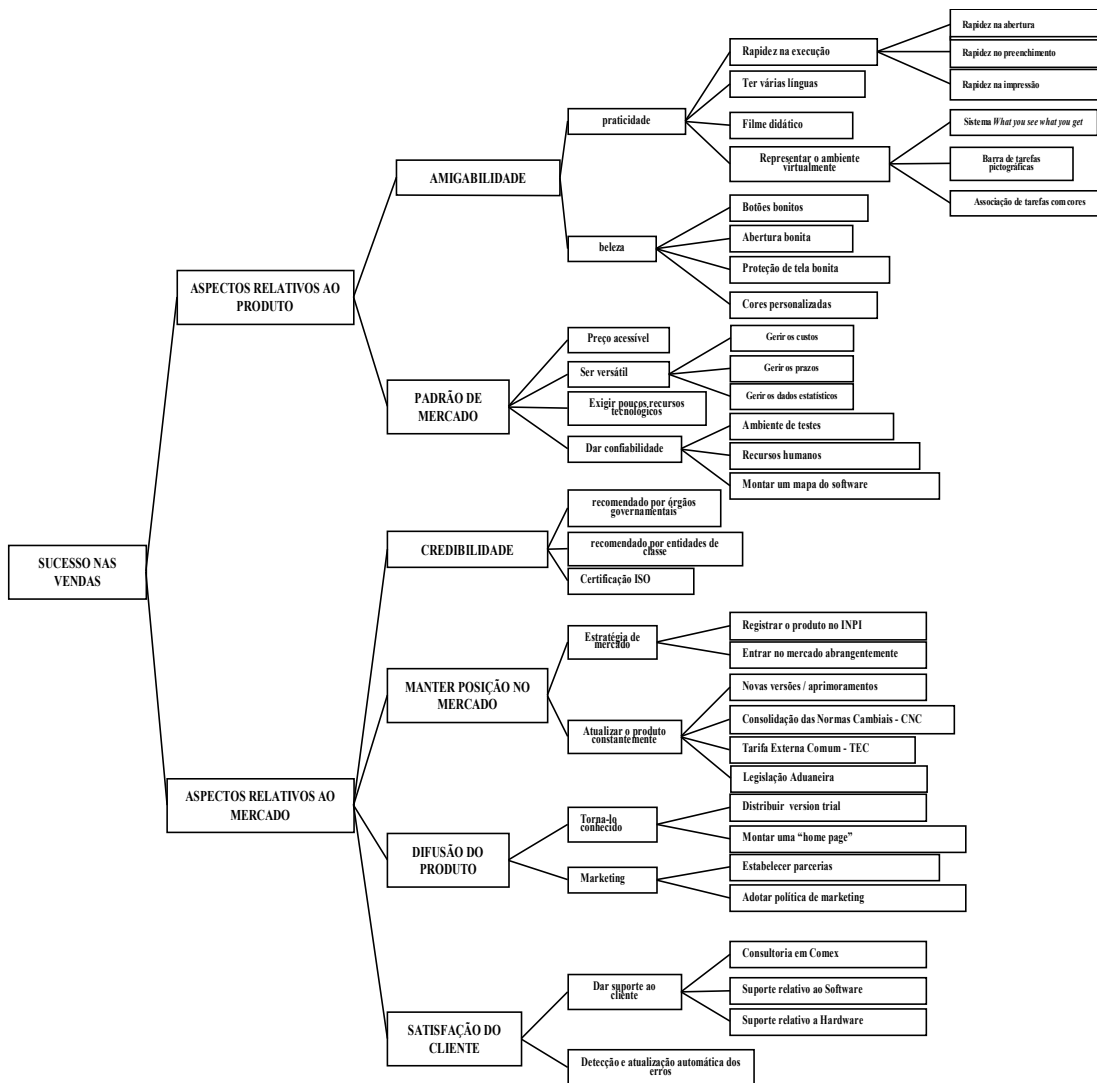 Rapidez na abertura
Rapidez na execução
Rapidez no preenchimento
Rapidez na impressão
Ter várias línguas
praticidade
Filme didático
Sistema What you see what you get
Representar o ambiente
virtualmente
Barra de tarefas
pictográficas
Associação de tarefas com cores
AMIGABILIDADE
Botões bonitos
beleza
Abertura bonita
Proteção de tela bonita
Cores personalizadas
ASPECTOS RELATIVOS AO
PRODUTO
Preço acessível
Gerir os custos
Ser versátil
Gerir os prazos
Gerir os dados estatísticos
PADRÃO DE
MERCADO
Exigir poucos recursos
tecnológicos
Ambiente de testes
Dar confiabilidade
Recursos humanos
Montar um mapa do software
recomendado por órgãos
governamentais
CREDIBILIDADE
recomendado por entidades de
classe
Certificação ISO
SUCESSO NAS
VENDAS
Registrar o produto no INPI
Estratégia de
mercado
Entrar no mercado abrangentemente
MANTER POSIÇÃO NO
MERCADO
Novas versões / aprimoramentos
Consolidação das Normas Cambiais - CNC
Atualizar o produto
constantemente
Tarifa Externa Comum - TEC
Legislação Aduaneira
ASPECTOS RELATIVOS AO
MERCADO
Distribuir version trial
Torna-lo
conhecido
Montar uma “home page”
DIFUSÃO DO
PRODUTO
Estabelecer parcerias
Marketing
Adotar política de marketing
Consultoria em Comex
Dar suporte ao
cliente
Suporte relativo ao Software
Suporte relativo a Hardware
SATISFAÇÃO DO
CLIENTE
Detecção e atualização automática dos
erros